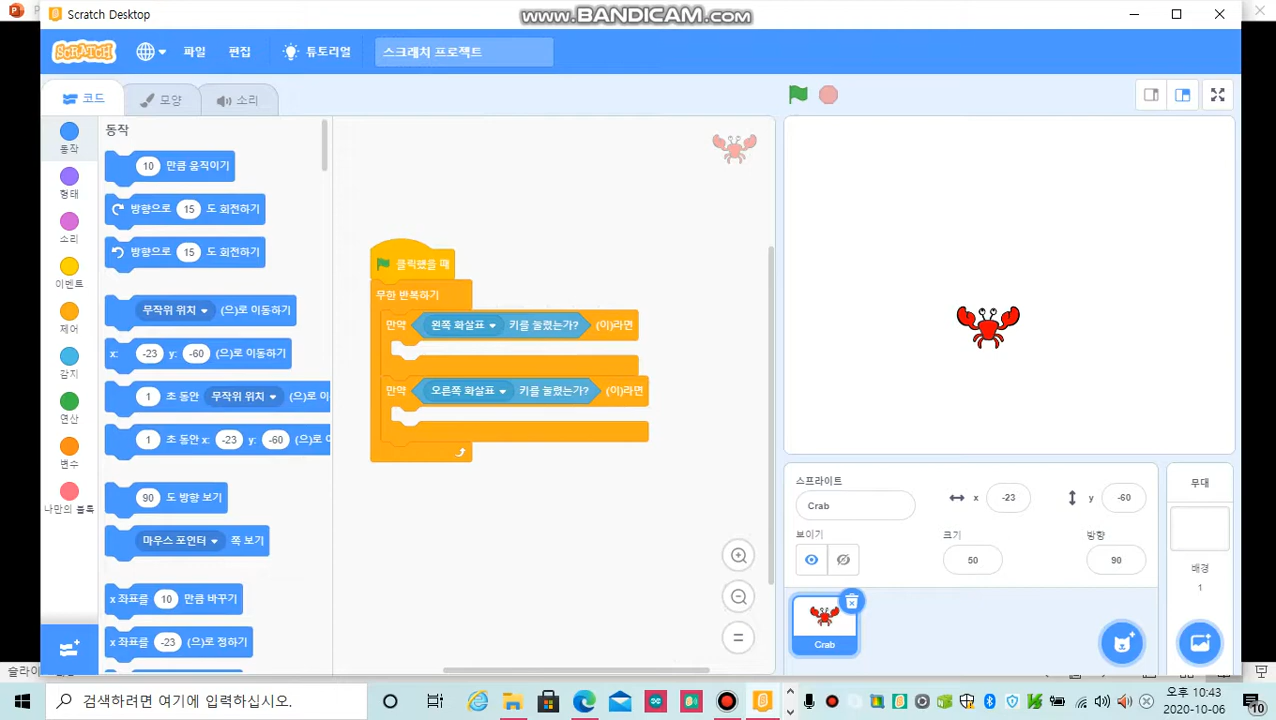 Scratch Desktop
www.BANDICAM.com
SCRATCH
파일
편집
튜토리얼
스크래치 프로젝트
코드
모양
소리
동작
형태
소리
이벤트
제어
감지
연산
변수
나만의 블록
동작
10 만큼 움직이기
방향으로 15 도 회전하기
방향으로 15 도 회전하기
무작위 위치 (으)로 이동하기
x: -23 y: -60 (으)로 이동하기
1 초 동안 무작위 위치 (으)로 이
1 초 동안 x: -23 y: -60 (으)로 이
90 도 방향 보기
마우스 포인터 쪽 보기
x 좌표를 10 만큼 바꾸기
x 좌표를 -23 (으)로 정하기
클릭했을 때
무한 반복하기
만약 왼쪽 화살표 키를 눌렀는가? (이)라면
만약 오른쪽 화살표 키를 눌렀는가? (이)라면
스프라이트
Crab
x -23
y -60
보이기
크기
50
방향
90
Crab
무대
배경
1
슬라이
검색하려면 여기에 입력하십시오.
오후 10:43
2020-10-06
10